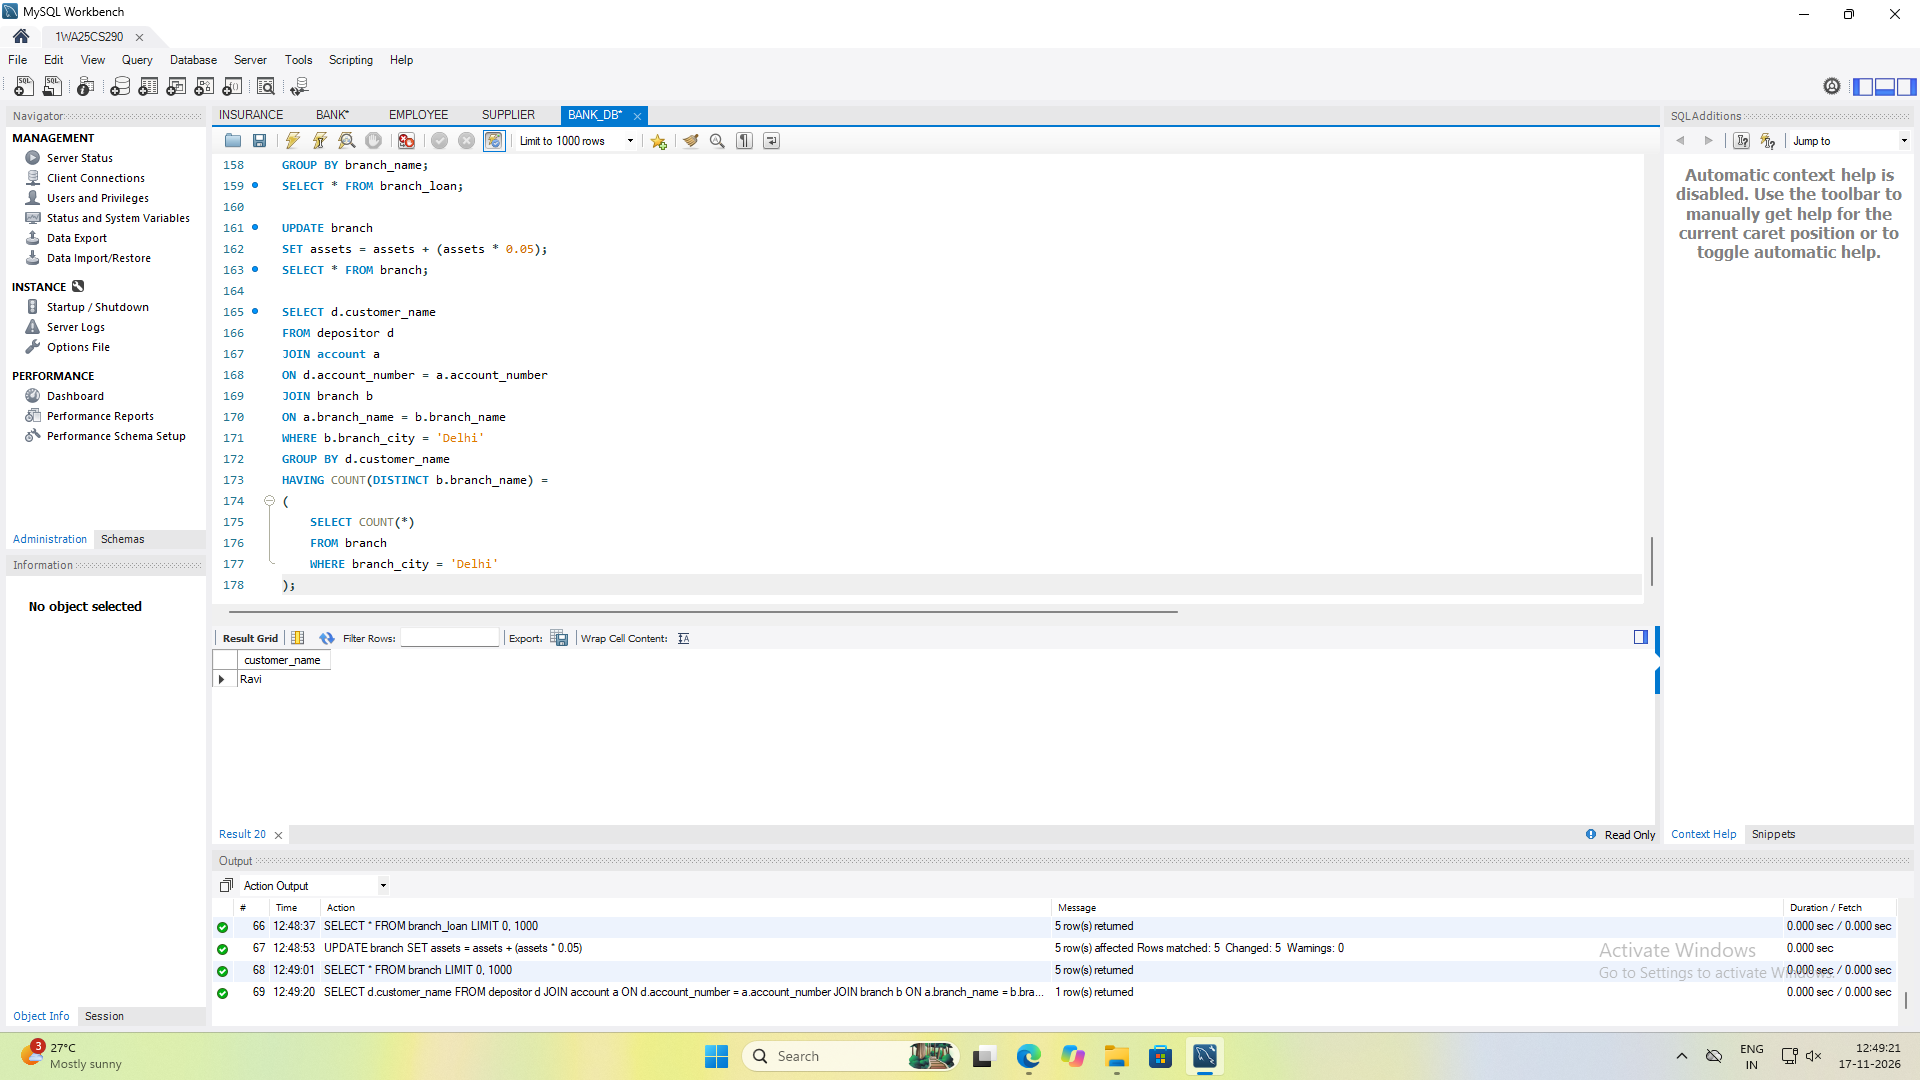 MySQL Workbench
1WA25CS290
File Edit View Query Database Server Tools Scripting Help
Navigator
MANAGEMENT
Server Status
Client Connections
Users and Privileges
Status and System Variables
Data Export
Data Import/Restore
INSTANCE
Startup / Shutdown
Server Logs
Options File
PERFORMANCE
Dashboard
Performance Reports
Performance Schema Setup
Administration Schemas
Information
No object selected
Object Info Session
INSURANCE BANK* EMPLOYEE SUPPLIER BANK_DB*
Limit to 1000 rows
158 GROUP BY branch_name;
159 SELECT * FROM branch_loan;
160
161 UPDATE branch
162 SET assets = assets + (assets * 0.05);
163 SELECT * FROM branch;
164
165 SELECT d.customer_name
166 FROM depositor d
167 JOIN account a
168 ON d.account_number = a.account_number
169 JOIN branch b
170 ON a.branch_name = b.branch_name
171 WHERE b.branch_city = 'Delhi'
172 GROUP BY d.customer_name
173 HAVING COUNT(DISTINCT b.branch_name) =
174 (
175 SELECT COUNT(*)
176 FROM branch
177 WHERE branch_city = 'Delhi'
178 );
Result Grid Filter Rows: Export: Wrap Cell Content:
customer_name
Ravi
Result 20 Read Only
SQLAdditions
Jump to
Automatic context help is
disabled. Use the toolbar to
manually get help for the
current caret position or to
toggle automatic help.
Context Help Snippets
Output
Action Output
# Time Action Message Duration / Fetch
66 12:48:37 SELECT * FROM branch_loan LIMIT 0, 1000 5 row(s) returned 0.000 sec / 0.000 sec
67 12:48:53 UPDATE branch SET assets = assets + (assets * 0.05) 5 row(s) affected Rows matched: 5 Changed: 5 Warnings: 0 0.000 sec
68 12:49:01 SELECT * FROM branch LIMIT 0, 1000 5 row(s) returned 0.000 sec / 0.000 sec
69 12:49:20 SELECT d.customer_name FROM depositor d JOIN account a ON d.account_number = a.account_number JOIN branch b ON a.branch_name = b.bra... 1 row(s) returned 0.000 sec / 0.000 sec
Activate Windows
Go to Settings to activate Windows.
3
27°C
Mostly sunny
Search
ENG
IN
12:49:21
17-11-2026